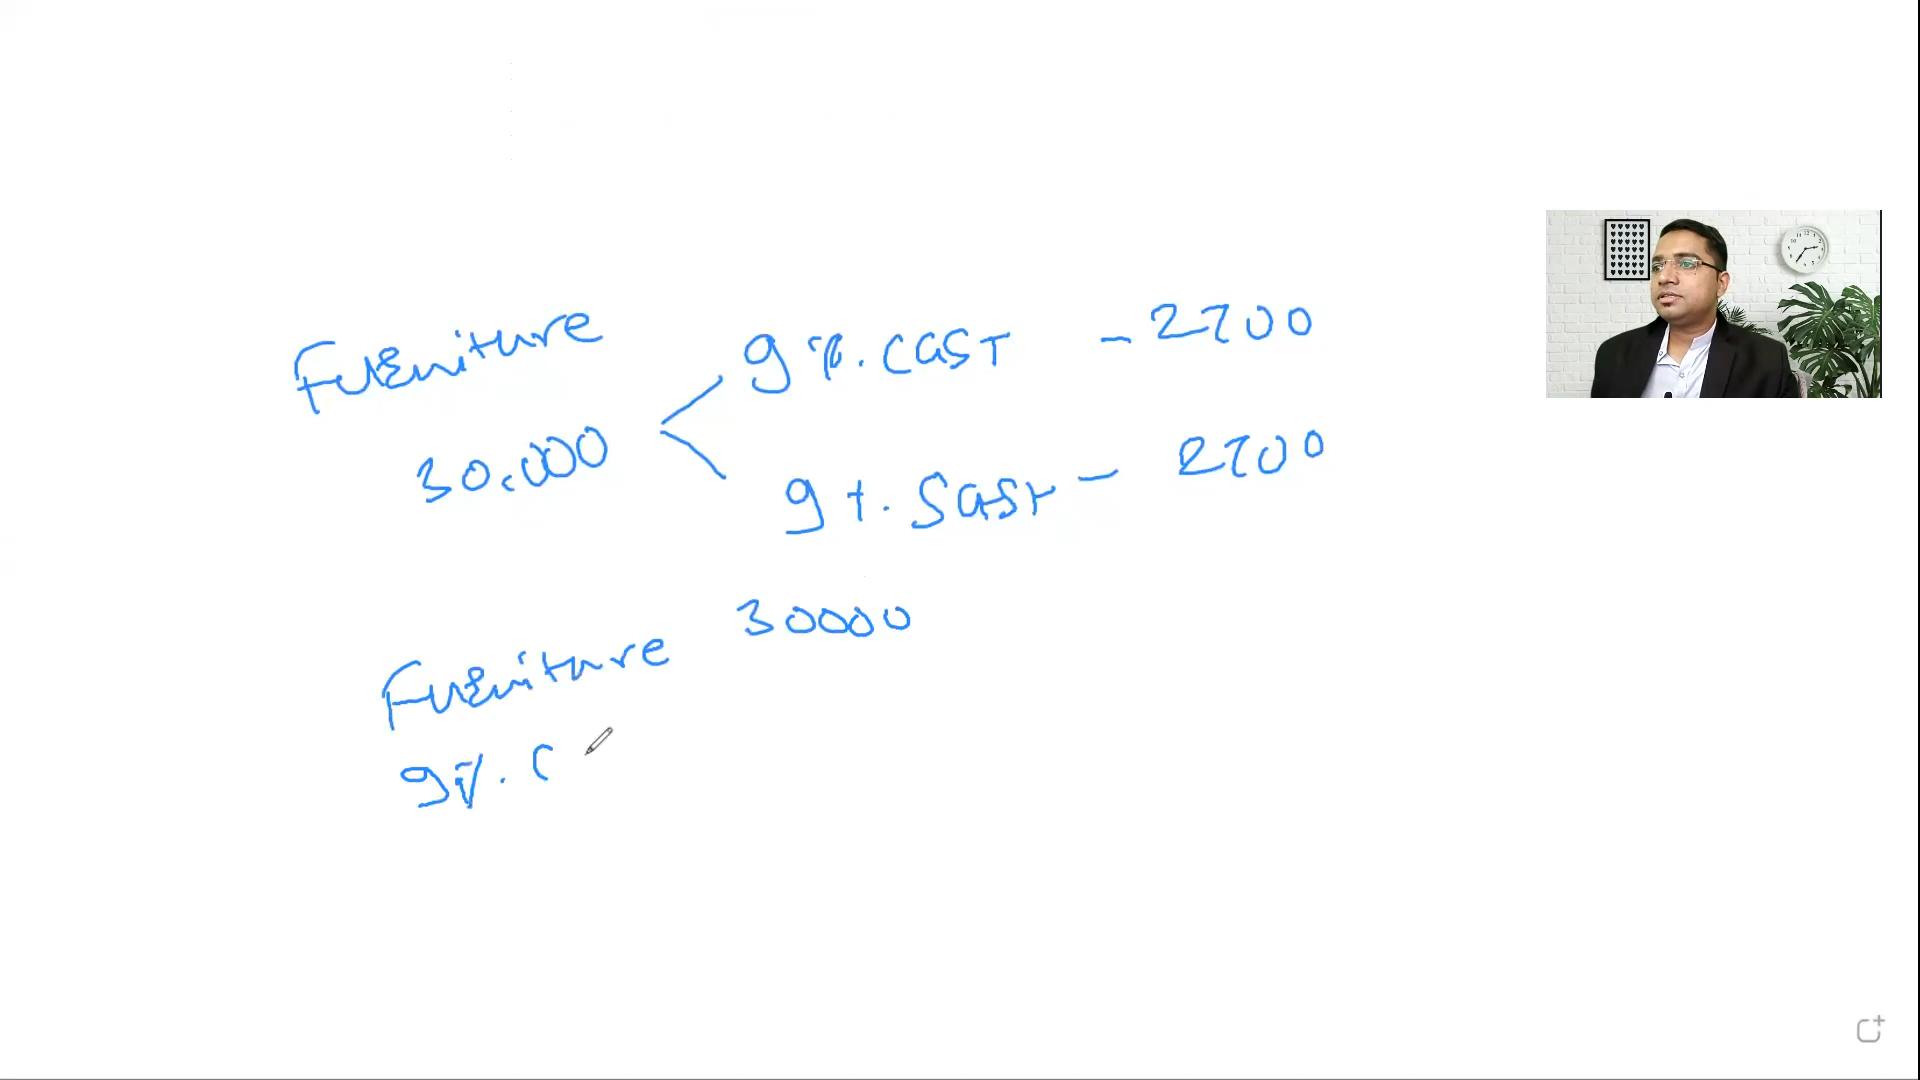 Furniture
9%. CGST - 2700
30,000
9%. SGST - 2700
Furniture 30000
9%. C